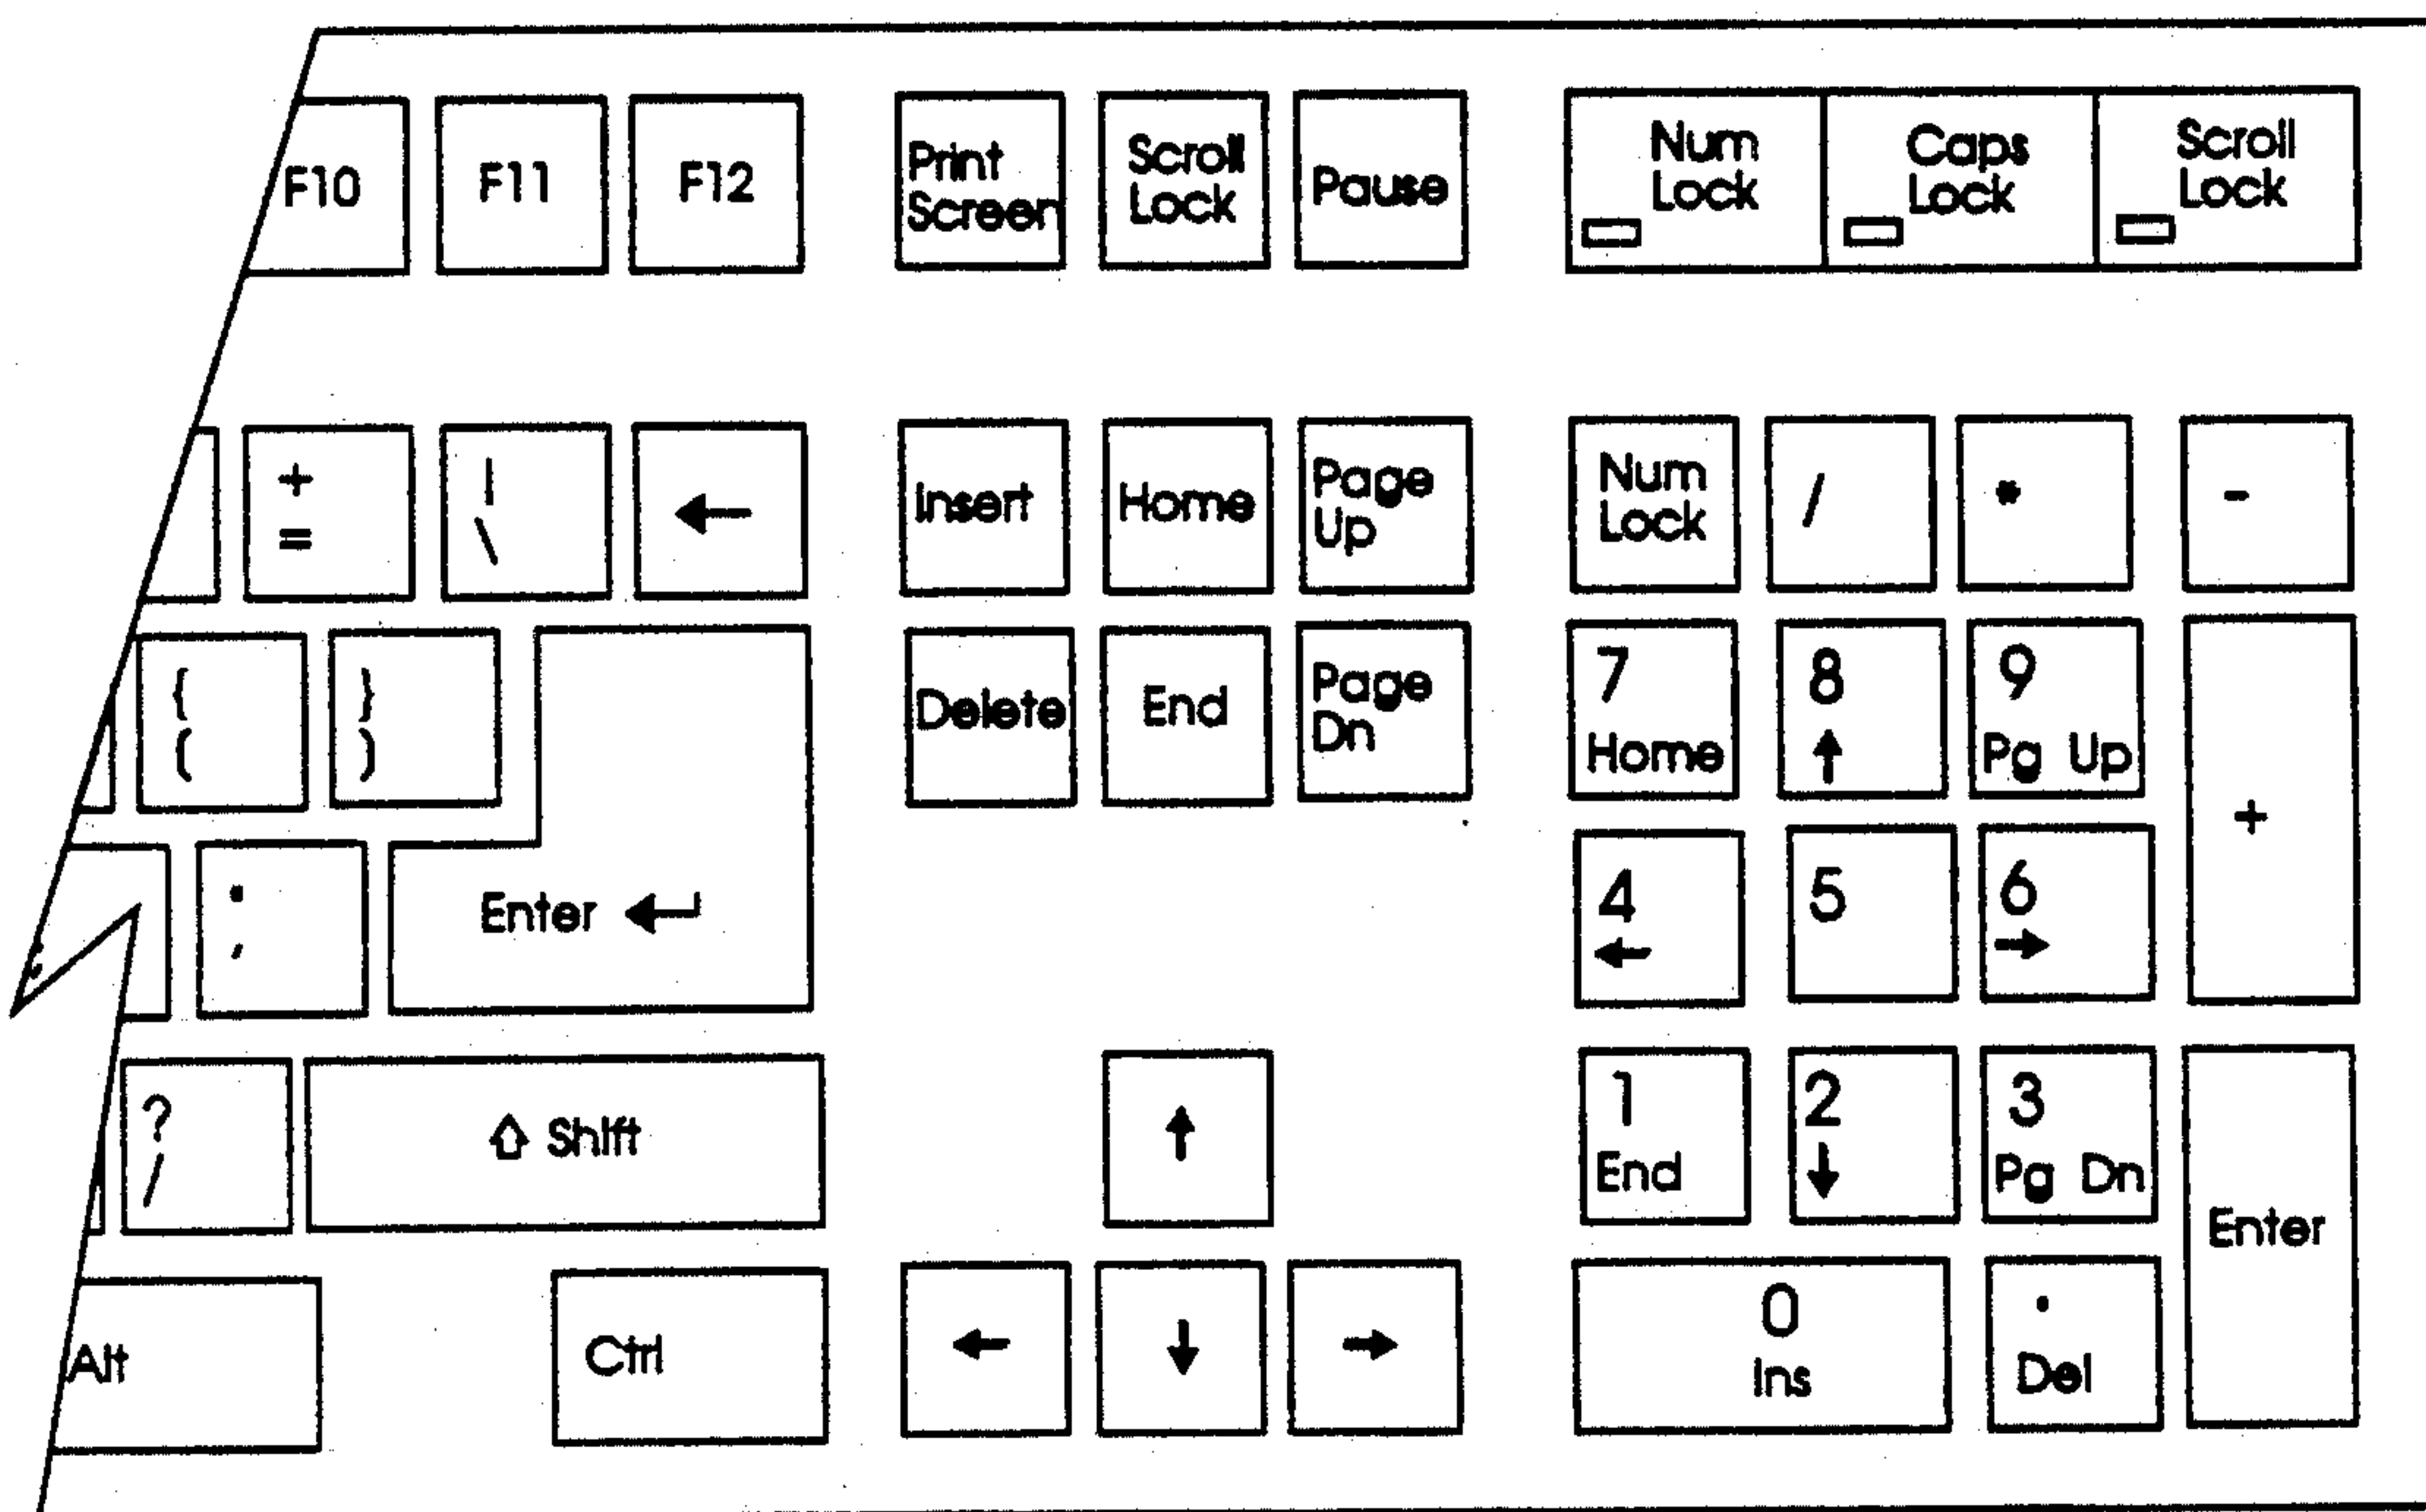 F10 F11 F12 Print Screen Scroll Lock Pause Num Lock Caps Lock Scroll Lock
+ = | \ ← Insert Home Page Up Num Lock / * -
{ ( } ) Delete End Page Dn 7 Home 8 ↑ 9 Pg Up +
; • , Enter ↵ 4 ← 5 6 →
? / ⇧ Shift ↑ 1 End 2 ↓ 3 Pg Dn Enter
Alt Ctrl ← ↓ → 0 Ins . Del